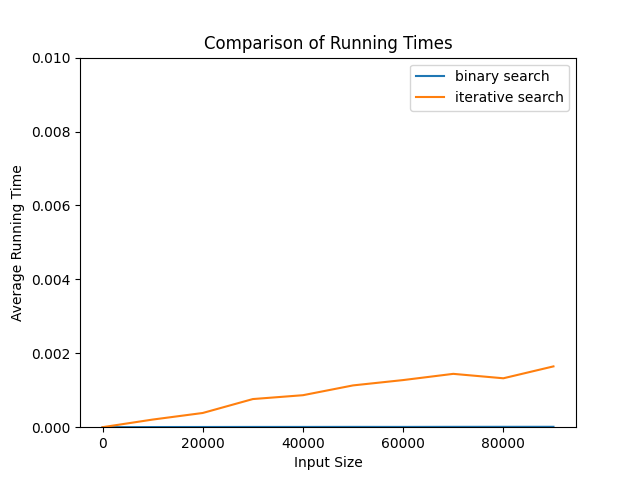 Comparison of Running Times
binary search
iterative search
0.010
0.008
0.006
0.004
0.002
0.000
Average Running Time
0
20000
40000
60000
80000
Input Size